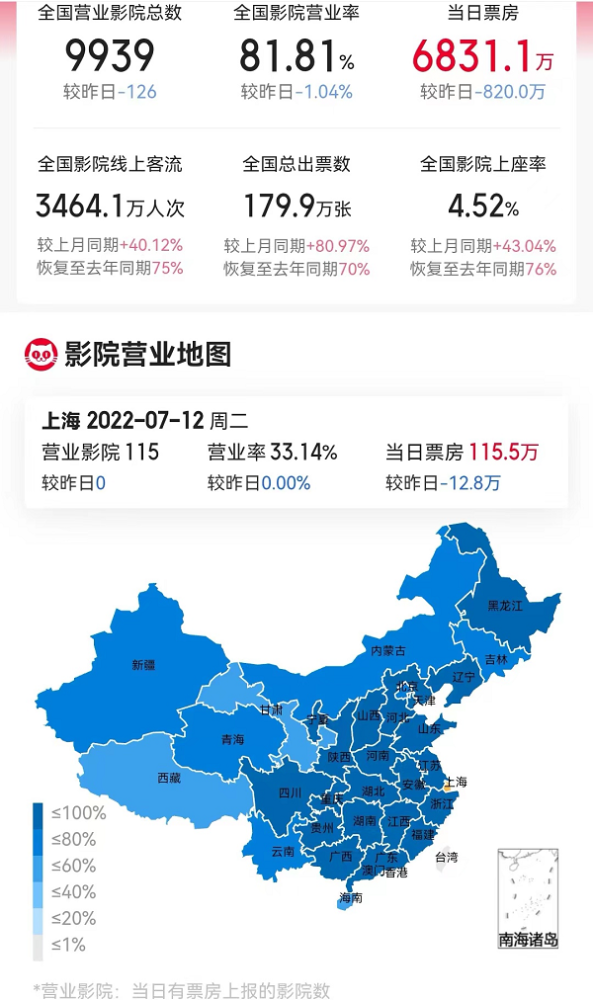 全国营业影院总数 全国影院营业率 当日票房
9939 81.81% 6831.1万
较昨日-126 较昨日-1.04% 较昨日-820.0万
全国影院线上客流 全国总出票数 全国影院上座率
3464.1万人次 179.9万张 4.52%
较上月同期+40.12% 较上月同期+80.97% 较上月同期+43.04%
恢复至去年同期75% 恢复至去年同期70% 恢复至去年同期76%
影院营业地图
上海 2022-07-12 周二
营业影院 115 营业率 33.14% 当日票房 115.5万
较昨日0 较昨日0.00% 较昨日-12.8万
黑龙江
内蒙古
吉林
新疆
辽宁
北京
天津
甘肃
宁夏
山西
河北
山东
青海
陕西
河南
江苏
西藏
上海
四川
重庆
湖北
安徽
浙江
贵州
湖南
江西
福建
云南
广西
广东
台湾
澳门
香港
海南
≤100%
≤80%
≤60%
≤40%
≤20%
≤1%
南海诸岛
*营业影院：当日有票房上报的影院数